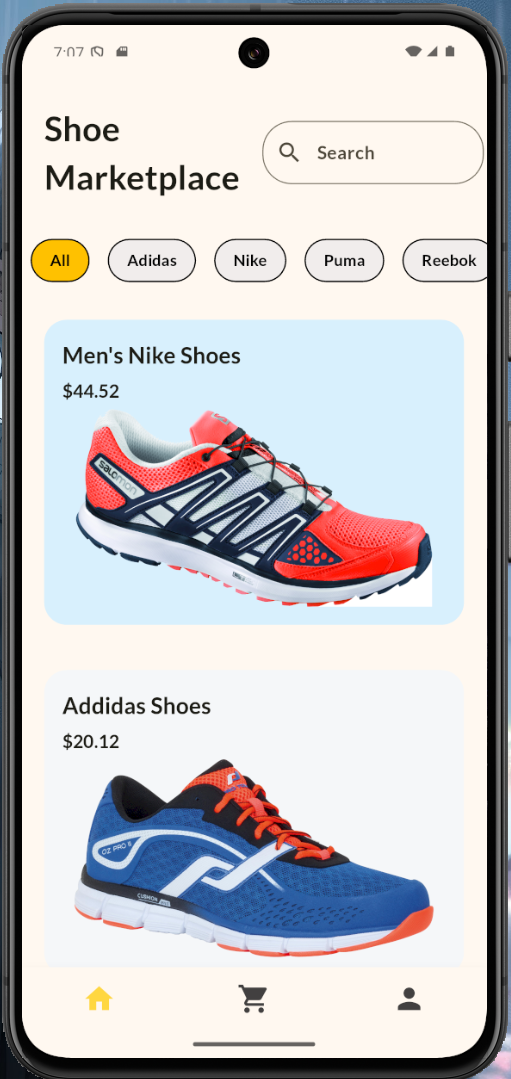 7:07
Shoe
Marketplace
Search
All
Adidas
Nike
Puma
Reebok
Men's Nike Shoes
$44.52
salomon
Addidas Shoes
$20.12
OZ PRO 6
CUSHION